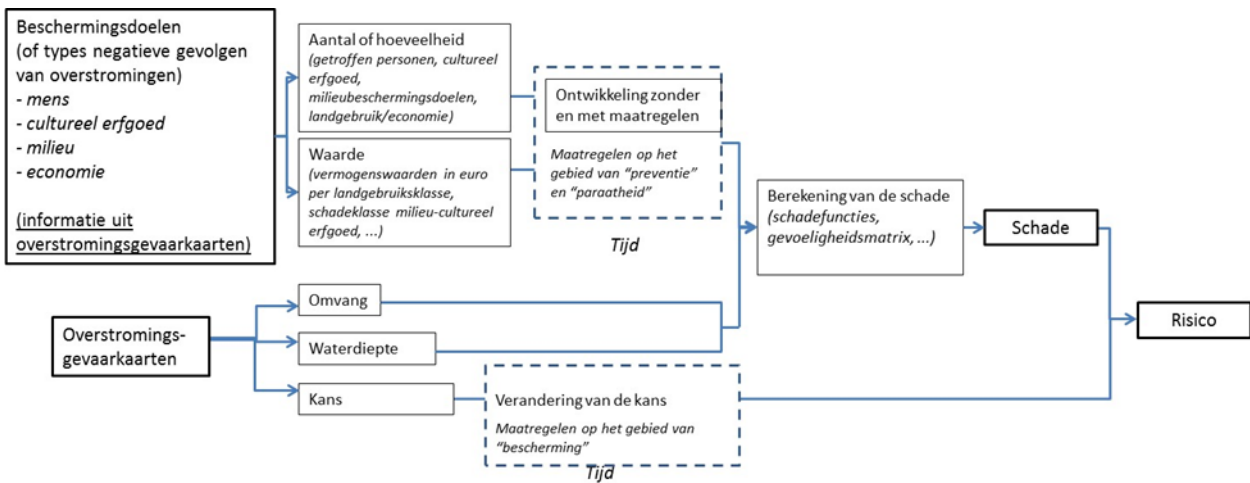 Beschermingsdoelen
(of types negatieve gevolgen
van overstromingen)
- mens
- cultureel erfgoed
- milieu
- economie
(informatie uit
overstromingsgevaarkaarten)
Aantal of hoeveelheid
(getroffen personen, cultureel
erfgoed,
milieubeschermingsdoelen,
landgebruik/economie)
Waarde
(vermogenswaarden in euro
per landgebruiksklasse,
schadeklasse milieu-cultureel
erfgoed, ...)
Ontwikkeling zonder
en met maatregelen
Maatregelen op het
gebied van “preventie”
en “paraatheid”
Tijd
Berekening van de schade
(schadefuncties,
gevoeligheidsmatrix, ...)
Schade
Risico
Overstromings-
gevaarkaarten
Omvang
Waterdiepte
Kans
Verandering van de kans
Maatregelen op het gebied van
“bescherming”
Tijd